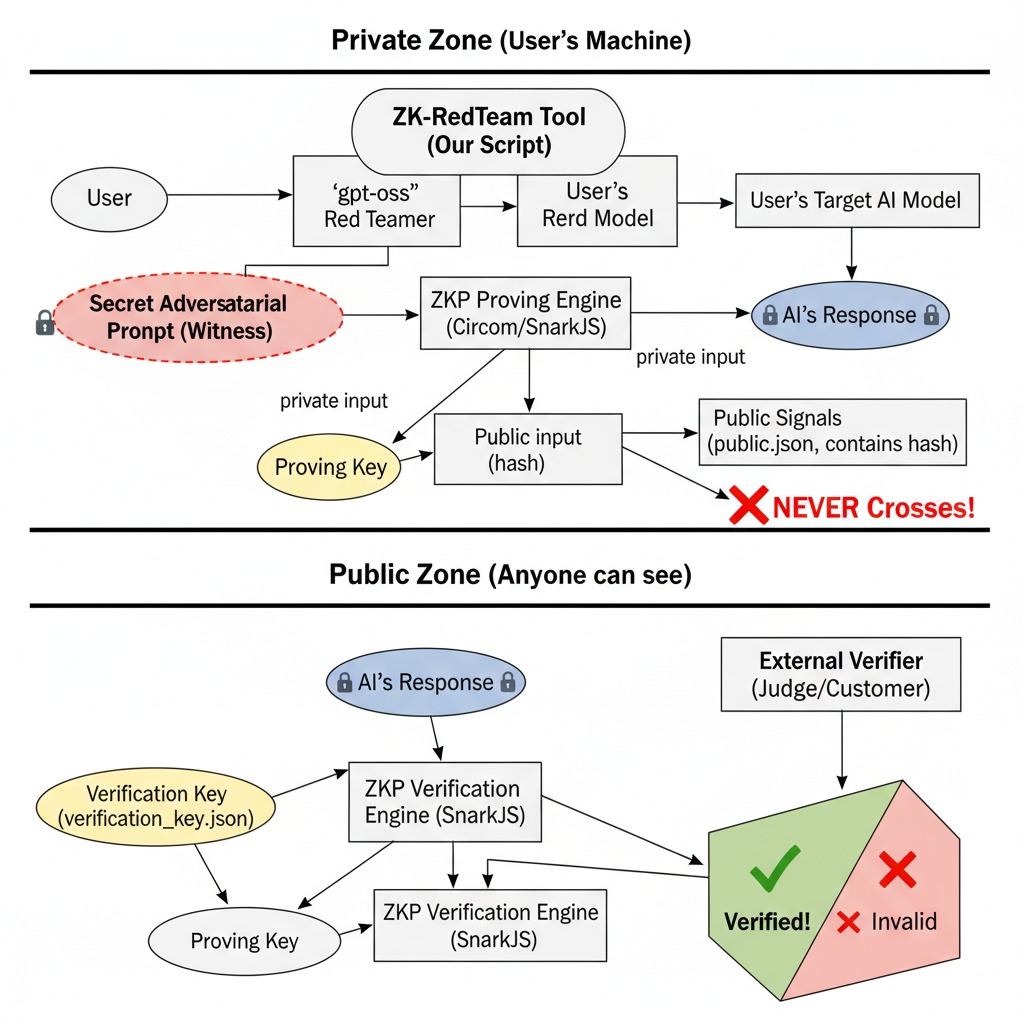 Private Zone (User's Machine)
ZK-RedTeam Tool
(Our Script)
User
‘gpt-oss”
Red Teamer
User's
Rerd Model
User's Target AI Model
Secret Adversatarial
Pronpt (Witness)
ZKP Proving Engine
(Circom/SnarkJS)
AI's Response
private input
private input
Proving Key
Public input
(hash)
Public Signals
(public.json, contains hash)
NEVER Crosses!
Public Zone (Anyone can see)
AI's Response
External Verifier
(Judge/Customer)
Verification Key
(verification_key.json)
ZKP Verification
Engine (SnarkJS)
Verified!
Invalid
Proving Key
ZKP Verification Engine
(SnarkJS)